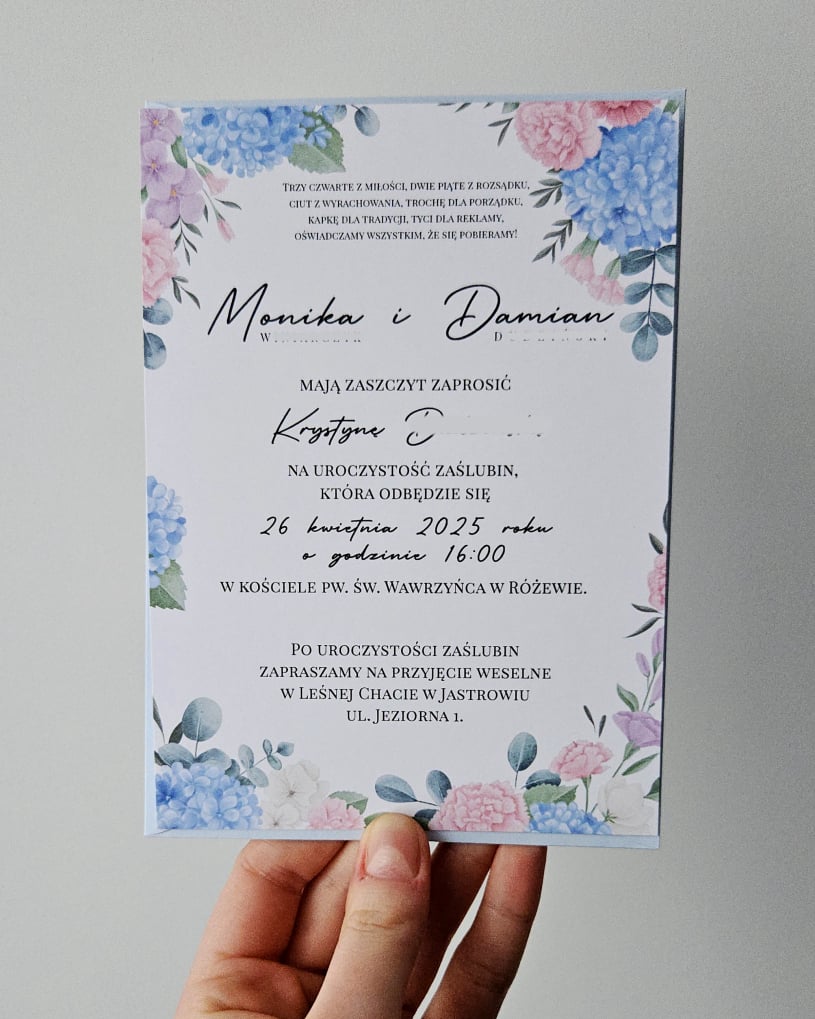 Trzy czwarte z miłości, dwie piąte z rozsądku,
ciut z wyrachowania, trochę dla porządku,
kapkę dla tradycji, tyci dla reklamy,
oświadczamy wszystkim, że się pobieramy!
Monika i Damian
mają zaszczyt zaprosić
Krystynę
na uroczystość zaślubin,
która odbędzie się
26 kwietnia 2025 roku
o godzinie 16:00
w kościele pw. św. Wawrzyńca w Różewie.
Po uroczystości zaślubin
zapraszamy na przyjęcie weselne
w Leśnej Chacie w Jastrowiu
ul. Jeziorna 1.